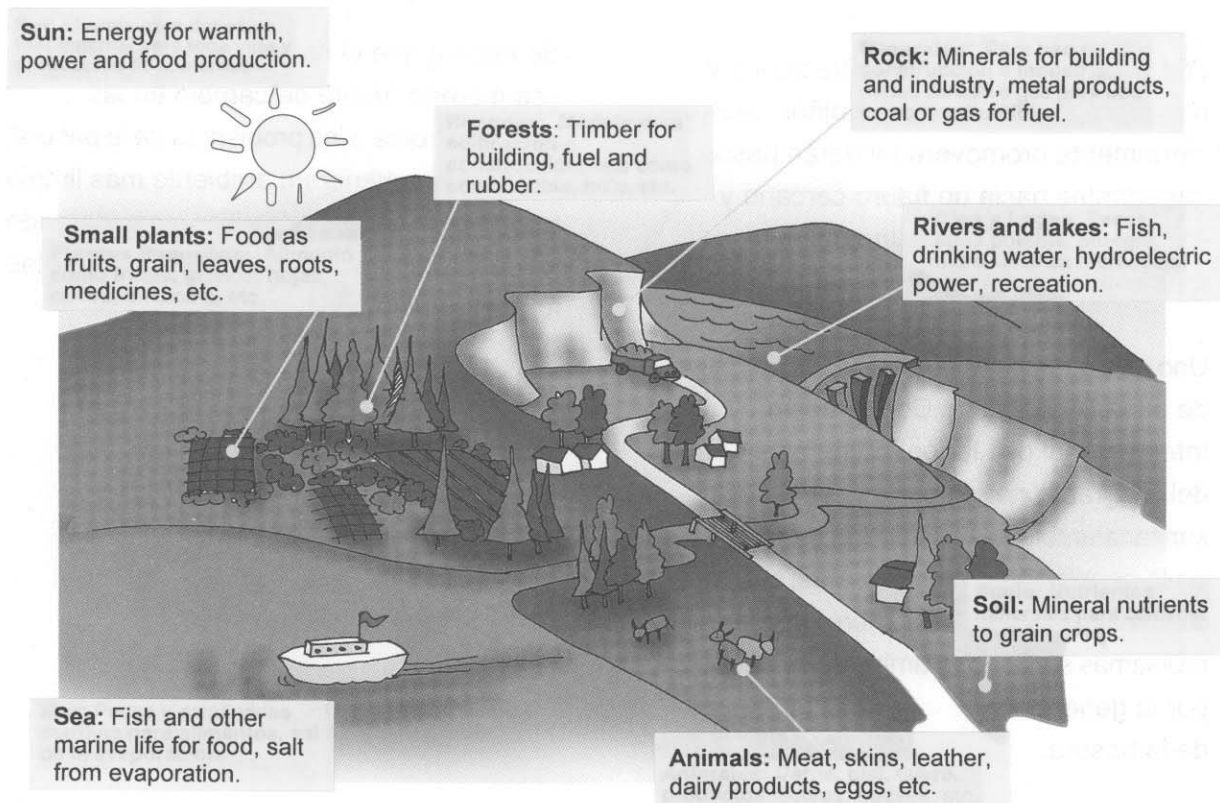 Sun: Energy for warmth,
power and food production.
Rock: Minerals for building
and industry, metal products,
coal or gas for fuel.
Forests: Timber for
building, fuel and
rubber.
Small plants: Food as
fruits, grain, leaves, roots,
medicines, etc.
Rivers and lakes: Fish,
drinking water, hydroelectric
power, recreation.
Soil: Mineral nutrients
to grain crops.
Sea: Fish and other
marine life for food, salt
from evaporation.
Animals: Meat, skins, leather,
dairy products, eggs, etc.